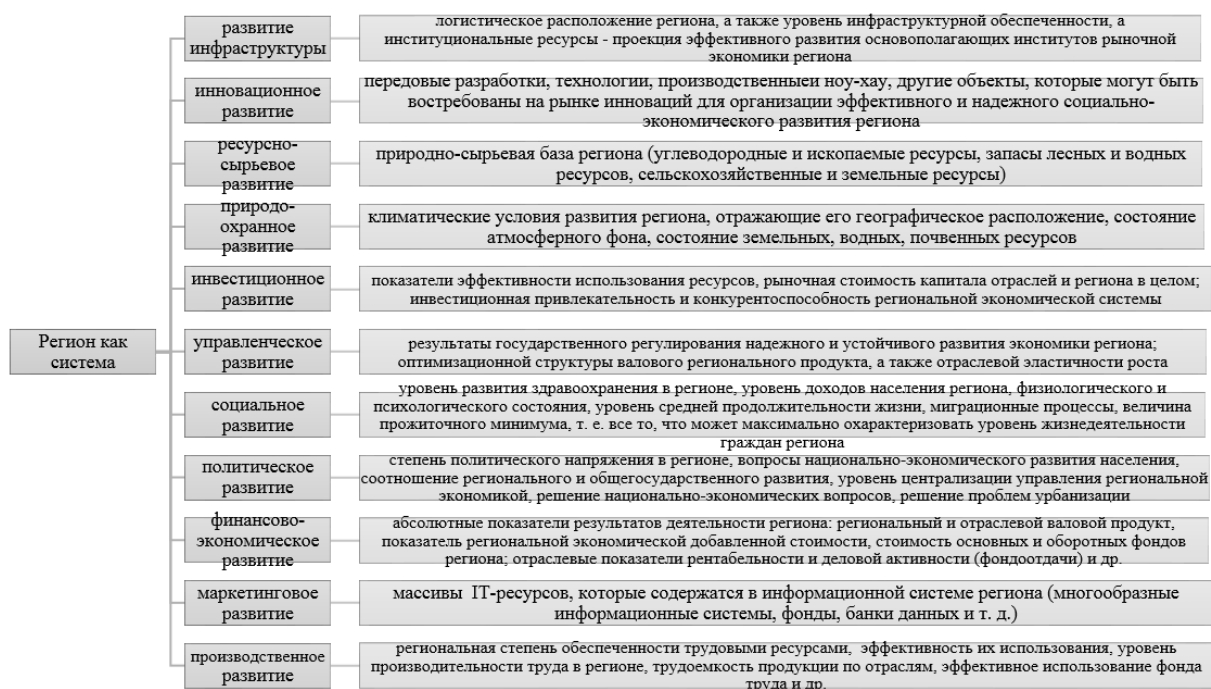 развитие
инфраструктуры
логистическое расположение региона, а также уровень инфраструктурной обеспеченности, а
институциональные ресурсы - проекция эффективного развития основополагающих институтов рыночной
экономики региона
инновационное
развитие
передовые разработки, технологии, производственныеи ноу-хау, другие объекты, которые могут быть
востребованы на рынке инноваций для организации эффективного и надежного социально-
экономического развития региона
ресурсно-
сырьевое
развитие
природно-сырьевая база региона (углеводородные и ископаемые ресурсы, запасы лесных и водных
ресурсов, сельскохозяйственные и земельные ресурсы)
природо-
охранное
развитие
климатические условия развития региона, отражающие его географическое расположение, состояние
атмосферного фона, состояние земельных, водных, почвенных ресурсов
инвестиционное
развитие
показатели эффективности использования ресурсов, рыночная стоимость капитала отраслей и региона в целом;
инвестиционная привлекательность и конкурентоспособность региональной экономической системы
Регион как
система
управленческое
развитие
результаты государственного регулирования надежного и устойчивого развития экономики региона;
оптимизационной структуры валового регионального продукта, а также отраслевой эластичности роста
социальное
развитие
уровень развития здравоохранения в регионе, уровень доходов населения региона, физиологического и
психологического состояния, уровень средней продолжительности жизни, миграционные процессы, величина
прожиточного минимума, т. е. все то, что может максимально охарактеризовать уровень жизнедеятельности
граждан региона
политическое
развитие
степень политического напряжения в регионе, вопросы национально-экономического развития населения,
соотношение регионального и общегосударственного развития, уровень централизации управления региональной
экономикой, решение национально-экономических вопросов, решение проблем урбанизации
финансово-
экономическое
развитие
абсолютные показатели результатов деятельности региона: региональный и отраслевой валовой продукт,
показатель региональной экономической добавленной стоимости, стоимость основных и оборотных фондов
региона; отраслевые показатели рентабельности и деловой активности (фондоотдачи) и др.
маркетинговое
развитие
массивы IT-ресурсов, которые содержатся в информационной системе региона (многообразные
информационные системы, фонды, банки данных и т. д.)
производственное
развитие
региональная степень обеспеченности трудовыми ресурсами, эффективность их использования, уровень
производительности труда в регионе, трудоемкость продукции по отраслям, эффективное использование фонда
труда и др.